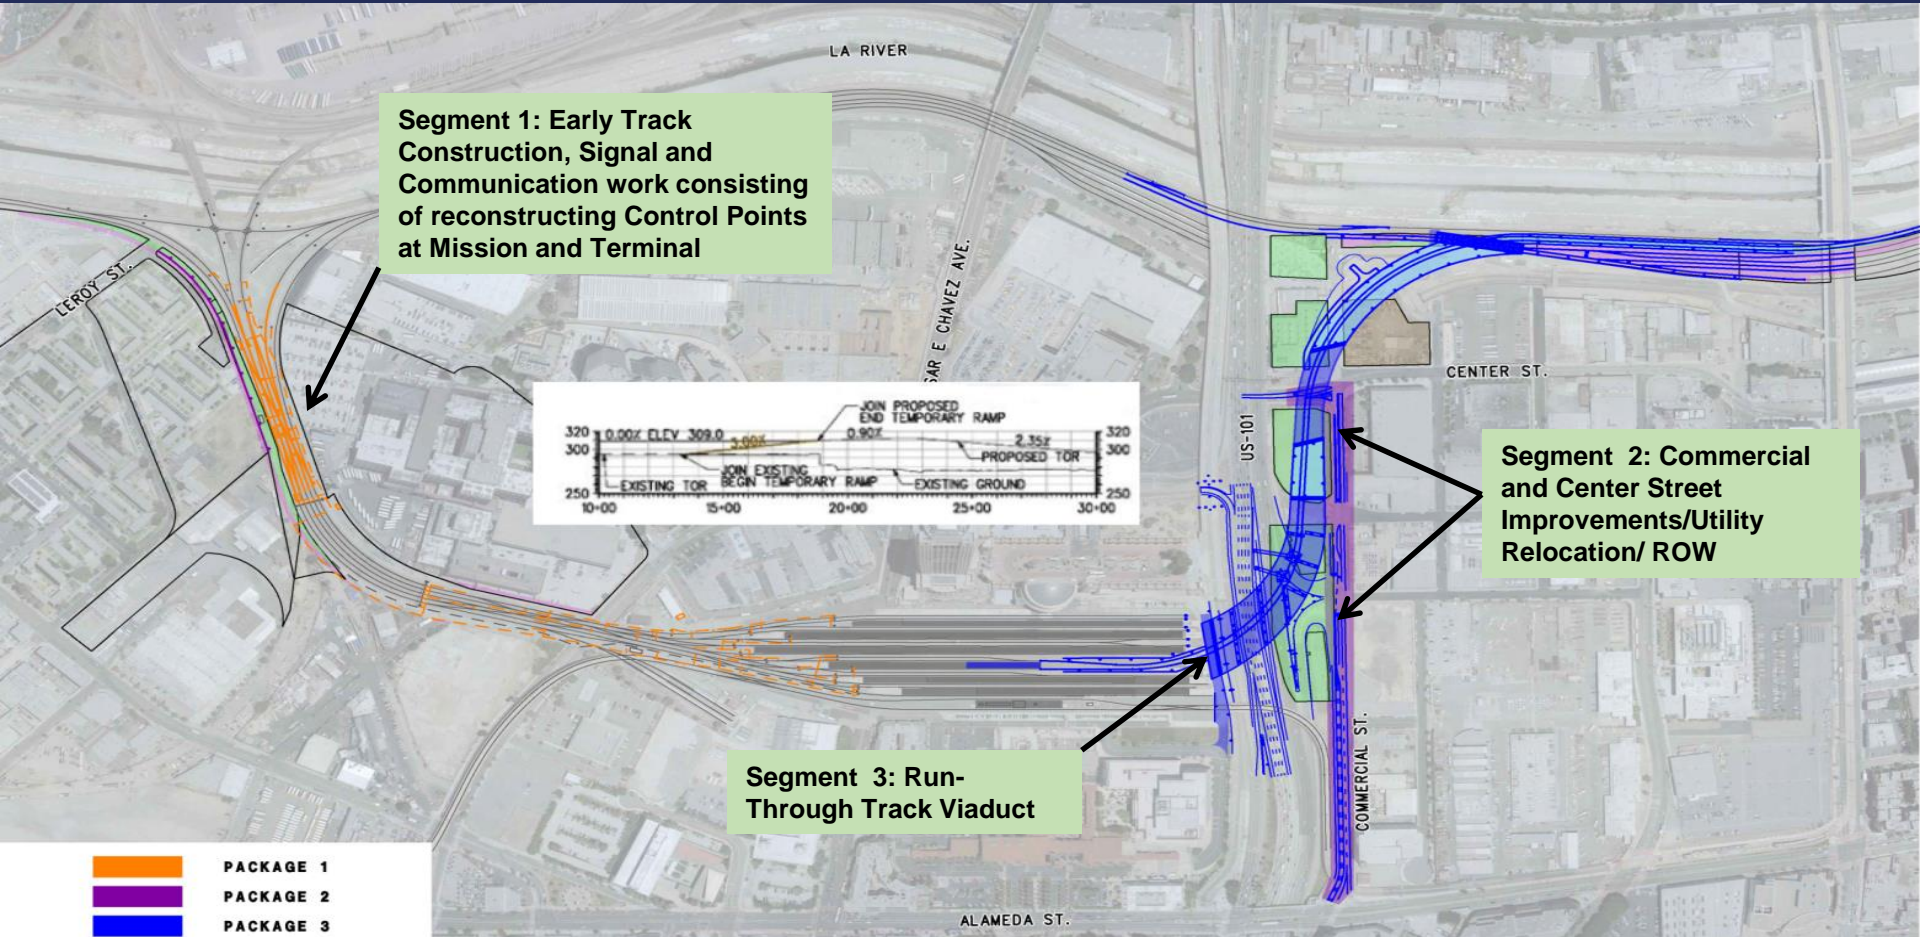 LA RIVER
Segment 1: Early Track
Construction, Signal and
Communication work consisting
of reconstructing Control Points
at Mission and Terminal
LEROY ST.
SAR E CHAVEZ AVE.
CENTER ST.
US-101
JOIN PROPOSED
END TEMPORARY RAMP
320 0.00% ELEV 309.0 3.00% 0.90% 2.35% 320
300 300
PROPOSED TOR
JOIN EXISTING
BEGIN TEMPORARY RAMP
EXISTING TOR
EXISTING GROUND
250 250
10+00 15+00 20+00 25+00 30+00
Segment 2: Commercial
and Center Street
Improvements/Utility
Relocation/ ROW
Segment 3: Run-
Through Track Viaduct
COMMERCIAL ST.
ALAMEDA ST.
PACKAGE 1
PACKAGE 2
PACKAGE 3